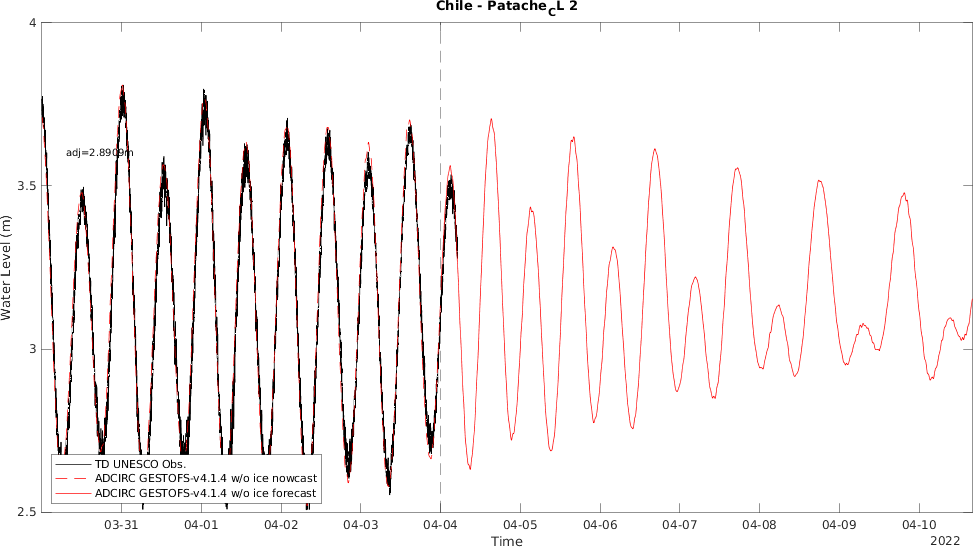 Chile - Patache_CL 2
4
3.5
3
2.5
Water Level (m)
adj=2.8909m
TD UNESCO Obs.
ADCIRC GESTOFS-v4.1.4 w/o ice nowcast
ADCIRC GESTOFS-v4.1.4 w/o ice forecast
03-31 04-01 04-02 04-03 04-04 04-05 04-06 04-07 04-08 04-09 04-10
Time
2022